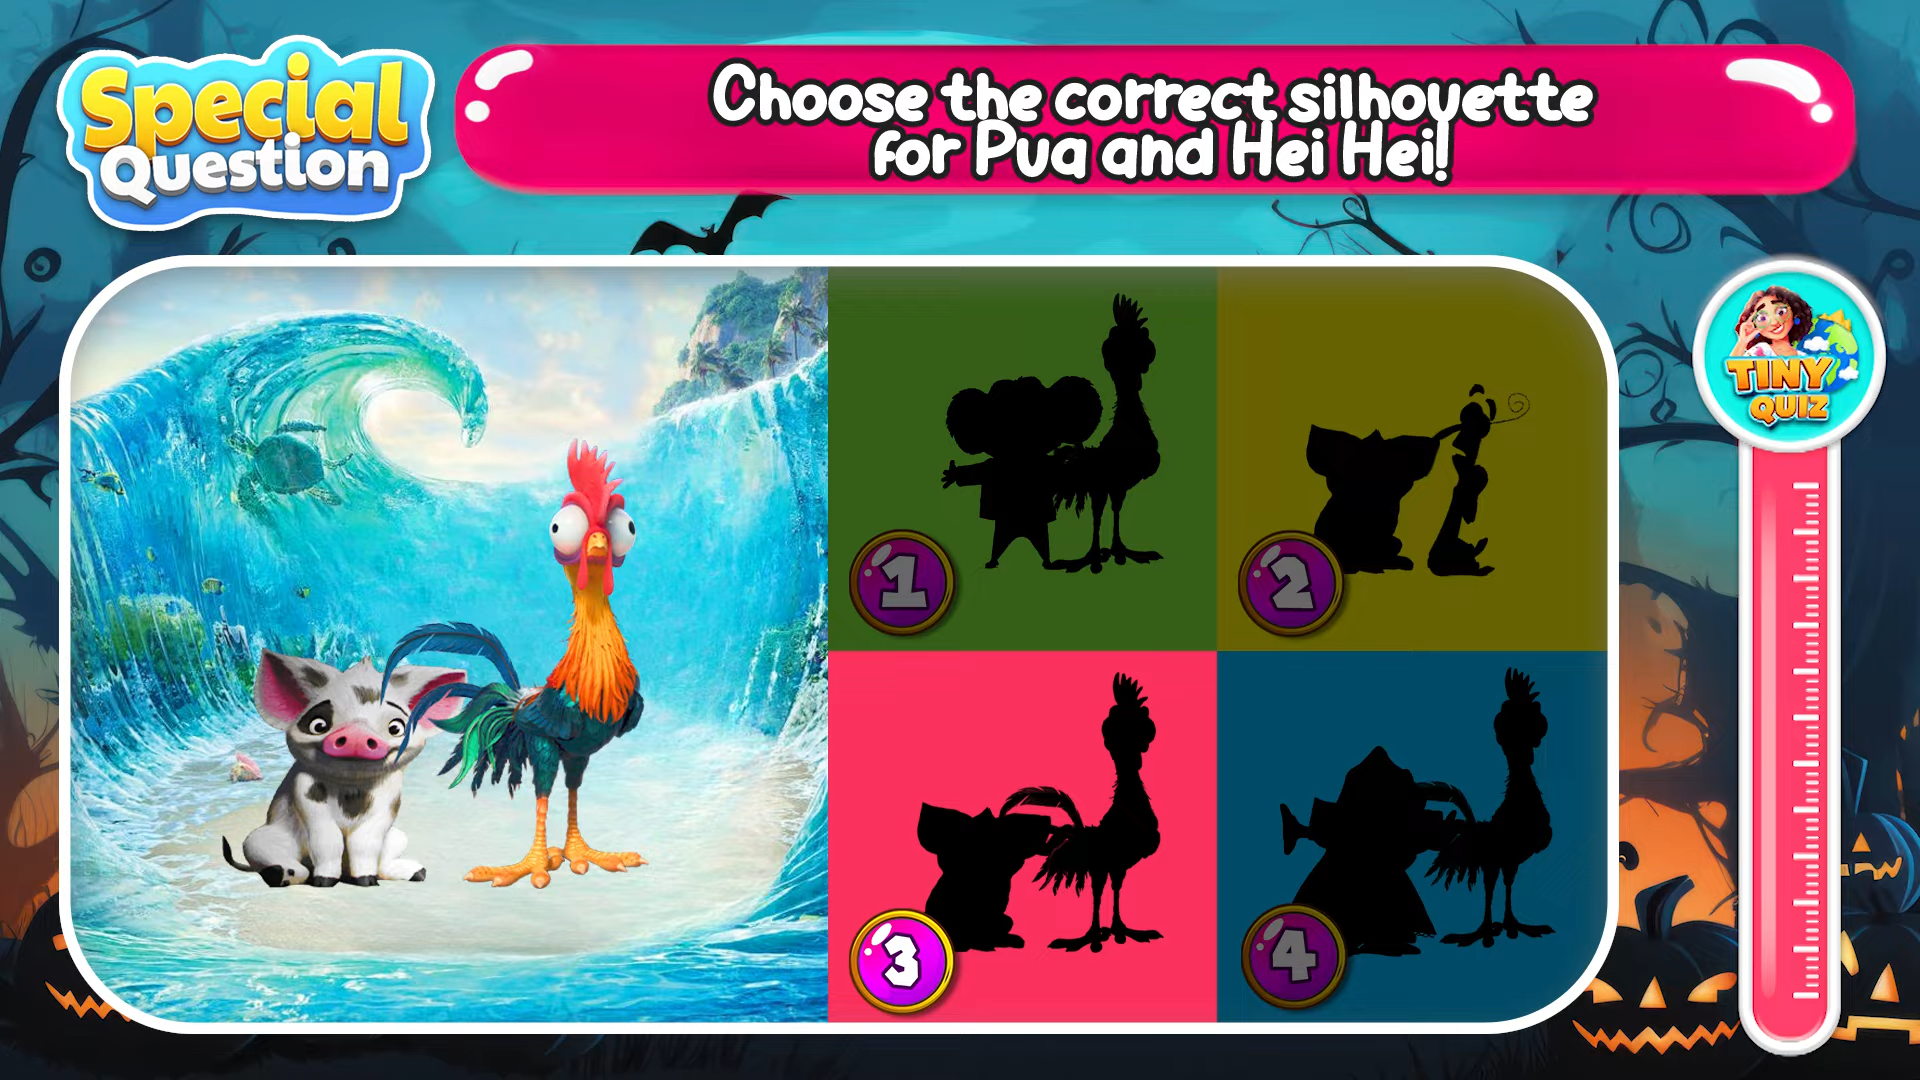 Special
Question
Choose the correct silhouette
for Pua and Hei Hei!
TINY
QUIZ
1
2
3
4